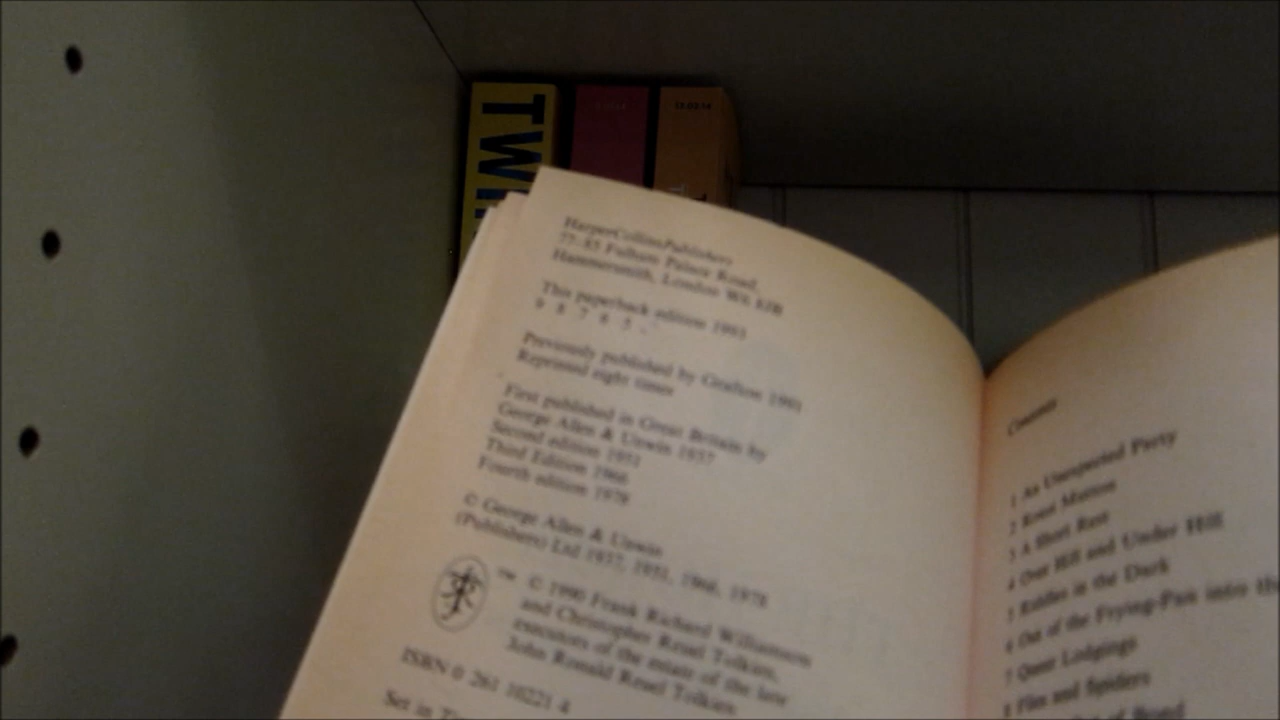 TWI
HarperCollinsPublishers
77-85 Fulham Palace Road,
Hammersmith, London W6 8JB
This paperback edition 1993
9 8 7 6 5
Previously published by Grafton 1991
Reprinted eight times
First published in Great Britain by
George Allen & Unwin 1937
Second edition 1951
Third Edition 1966
Fourth edition 1978
© George Allen & Unwin
(Publishers) Ltd 1937, 1951, 1966, 1978
™ © 1990 Frank Richard Williamson
and Christopher Reuel Tolkien,
executors of the estate of the late
John Ronald Reuel Tolkien
ISBN 0 261 10221 4
Set in
Contents
1 An Unexpected Party
2 Roast Mutton
3 A Short Rest
4 Over Hill and Under Hill
5 Riddles in the Dark
6 Out of the Frying-Pan into the
7 Queer Lodgings
8 Flies and Spiders